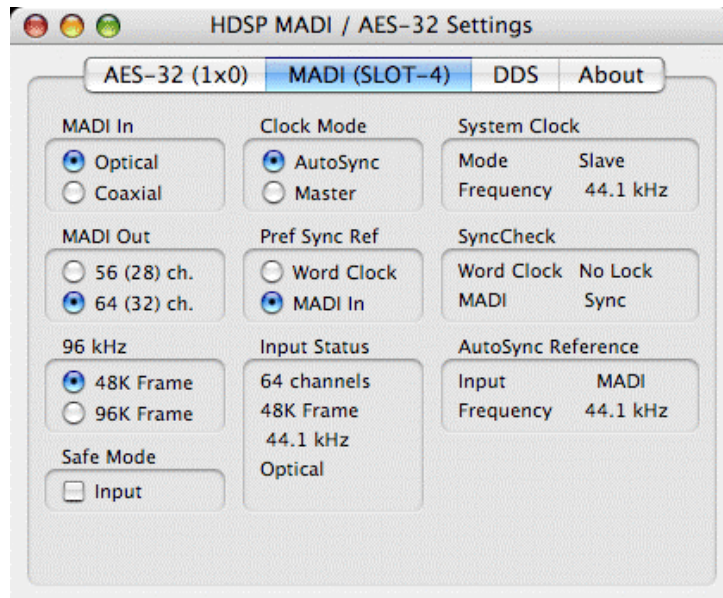 HDSP MADI / AES-32 Settings
AES-32 (1x0) MADI (SLOT-4) DDS About
MADI In
Optical
Coaxial
MADI Out
56 (28) ch.
64 (32) ch.
96 kHz
48K Frame
96K Frame
Safe Mode
Input
Clock Mode
AutoSync
Master
Pref Sync Ref
Word Clock
MADI In
Input Status
64 channels
48K Frame
44.1 kHz
Optical
System Clock
Mode Slave
Frequency 44.1 kHz
SyncCheck
Word Clock No Lock
MADI Sync
AutoSync Reference
Input MADI
Frequency 44.1 kHz